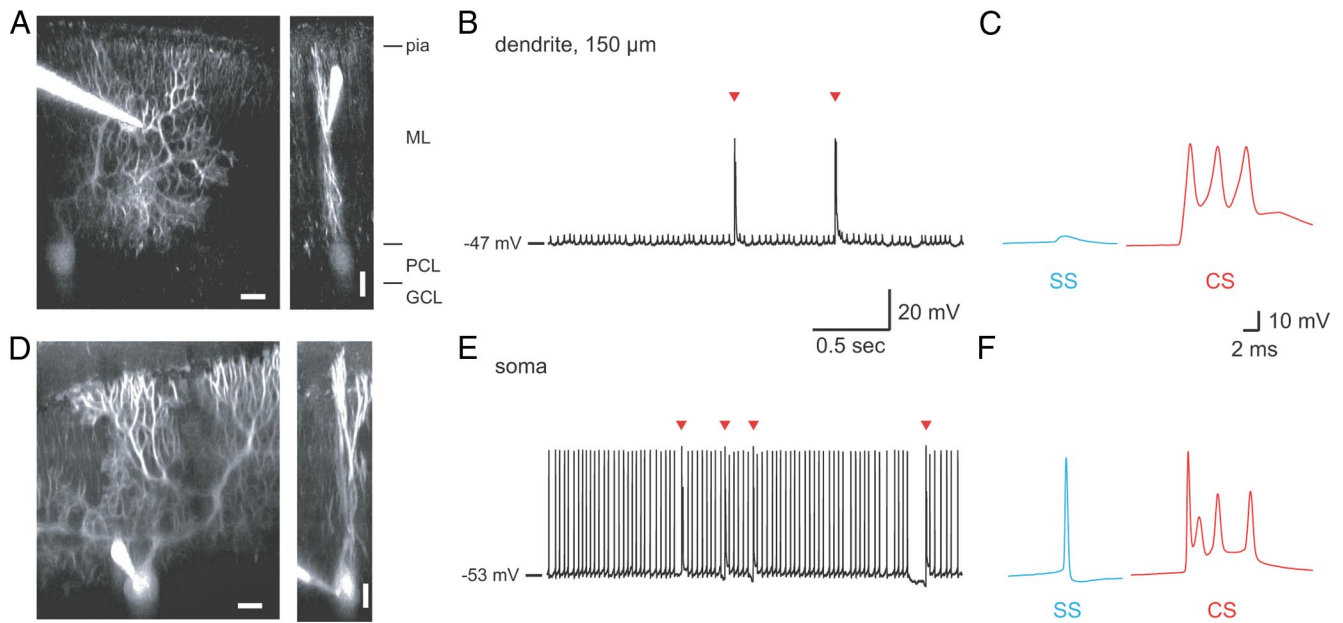 A
pia
ML
PCL
GCL
B
dendrite, 150 µm
-47 mV
20 mV
0.5 sec
C
SS
CS
10 mV
2 ms
D
E
soma
-53 mV
F
SS
CS